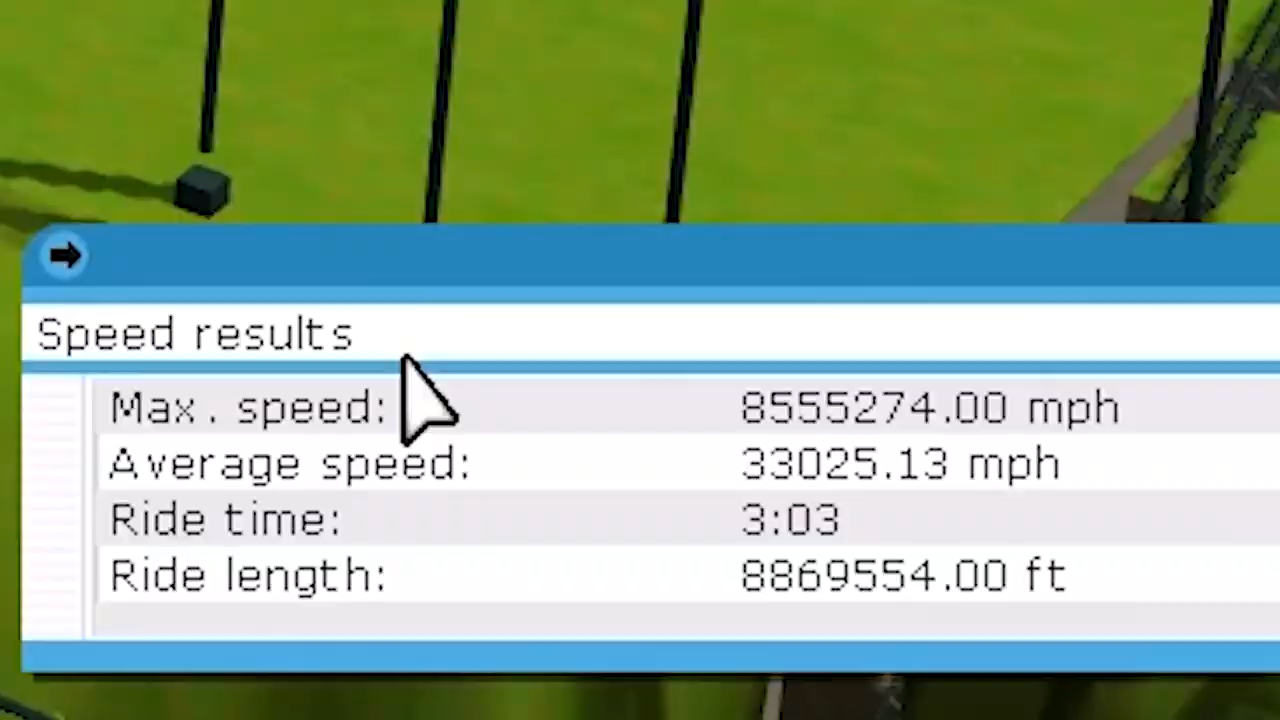 Speed results
Max. speed: 8555274.00 mph
Average speed: 33025.13 mph
Ride time: 3:03
Ride length: 8869554.00 ft